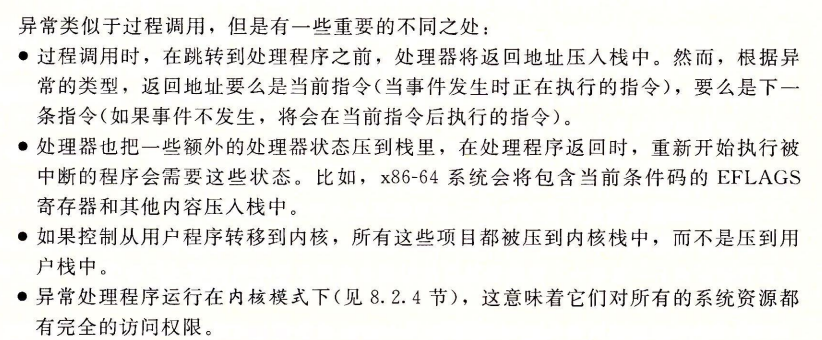 异常类似于过程调用，但是有一些重要的不同之处：
● 过程调用时，在跳转到处理程序之前，处理器将返回地址压入栈中。然而，根据异
常的类型，返回地址要么是当前指令(当事件发生时正在执行的指令)，要么是下一
条指令(如果事件不发生，将会在当前指令后执行的指令)。
● 处理器也把一些额外的处理器状态压到栈里，在处理程序返回时，重新开始执行被
中断的程序会需要这些状态。比如，x86-64 系统会将包含当前条件码的 EFLAGS
寄存器和其他内容压入栈中。
● 如果控制从用户程序转移到内核，所有这些项目都被压到内核栈中，而不是压到用
户栈中。
● 异常处理程序运行在内核模式下(见 8.2.4 节)，这意味着它们对所有的系统资源都
有完全的访问权限。